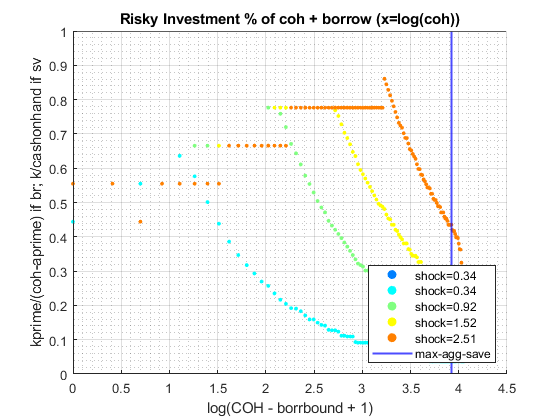 Risky Investment % of coh + borrow (x=log(coh))
kprime/(coh-aprime) if br; k/cashonhand if sv
1
0.9
0.8
0.7
0.6
0.5
0.4
0.3
0.2
0.1
0
0 0.5 1 1.5 2 2.5 3 3.5 4 4.5
log(COH - borrbound + 1)
shock=0.34
shock=0.34
shock=0.92
shock=1.52
shock=2.51
max-agg-save